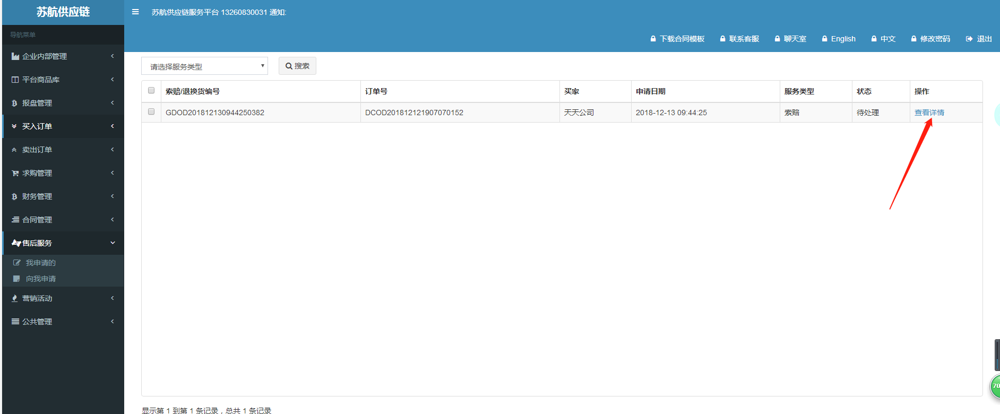 苏航供应链
苏航供应链服务平台 13260830031 通知:
下载合同模板 联系客服 聊天室 English 中文 修改密码 退出
导航菜单
企业内部管理
平台商品库
报盘管理
买入订单
卖出订单
求购管理
财务管理
合同管理
售后服务
我申请的
向我申请
营销活动
公共管理
请选择服务类型 搜索
索赔/退换货编号 订单号 买家 申请日期 服务类型 状态 操作
GDOD201812130944250382 DCOD201812121907070152 天天公司 2018-12-13 09:44:25 索赔 待处理 查看详情
显示第 1 到第 1 条记录，总共 1 条记录
70